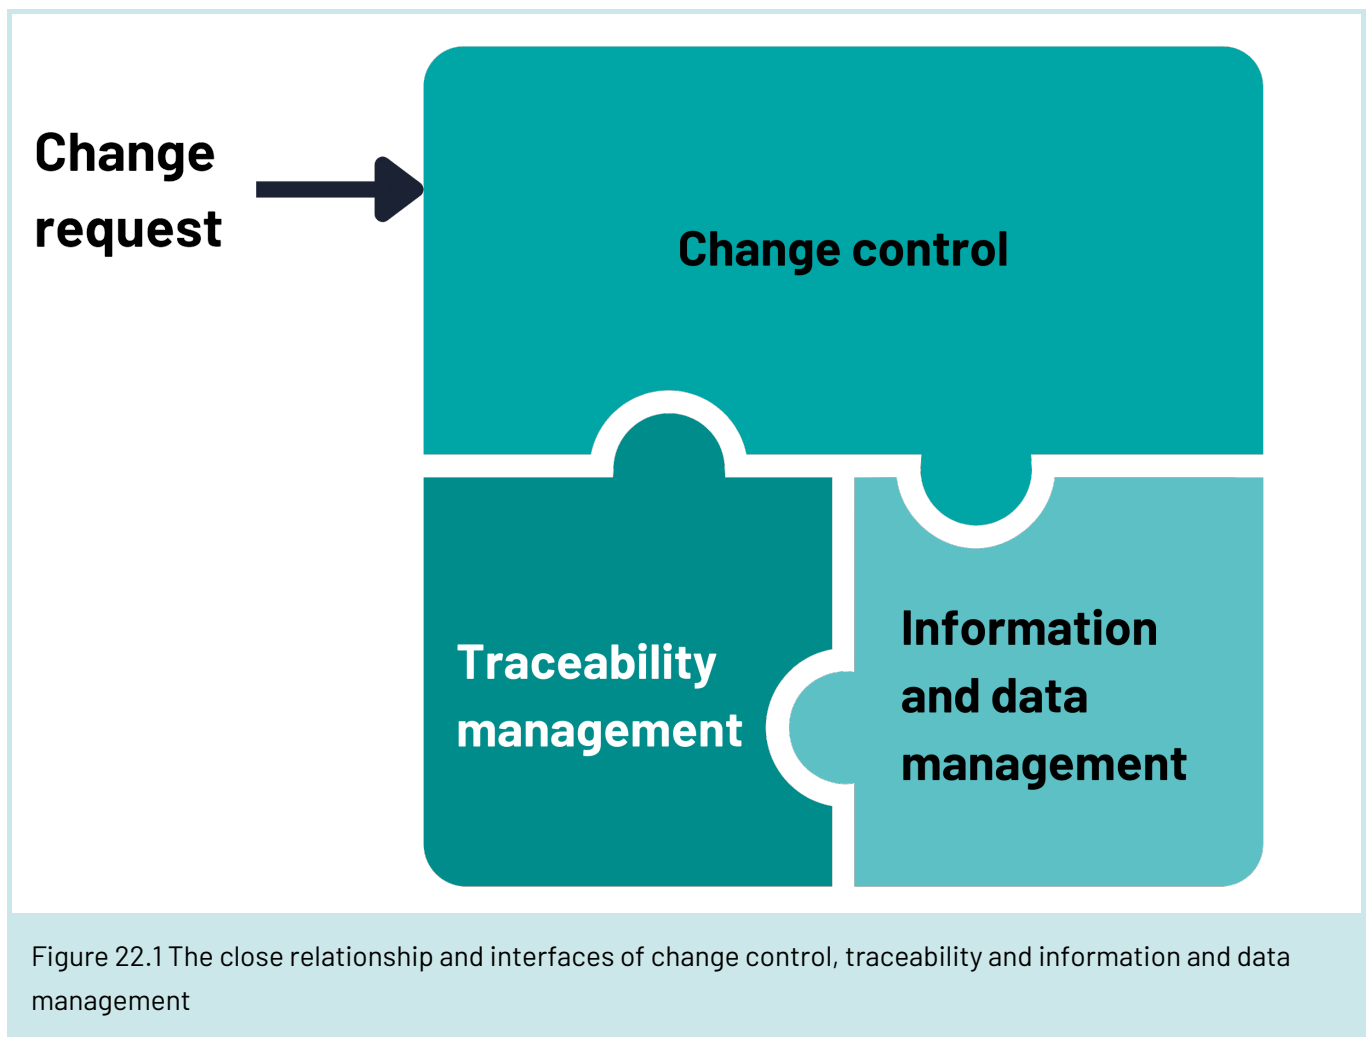 Change
request
Change control
Traceability
management
Information
and data
management
Figure 22.1 The close relationship and interfaces of change control, traceability and information and data
management